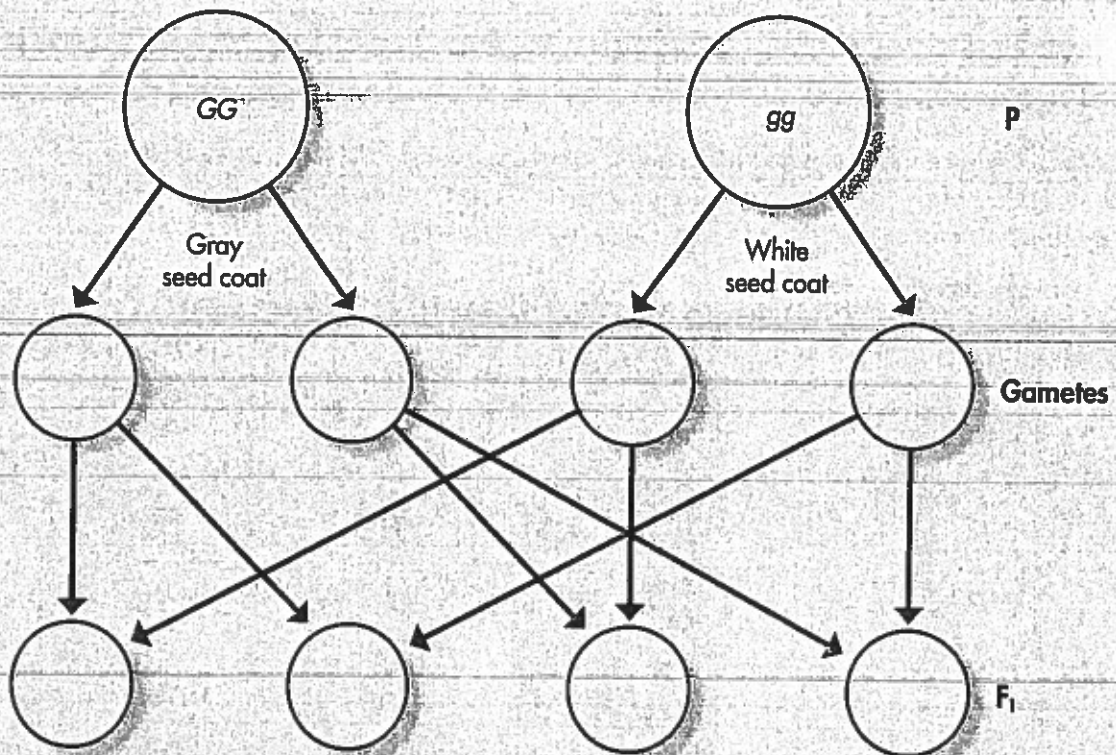 GG
gg
P
Gray
seed coat
White
seed coat
Gametes
F₁